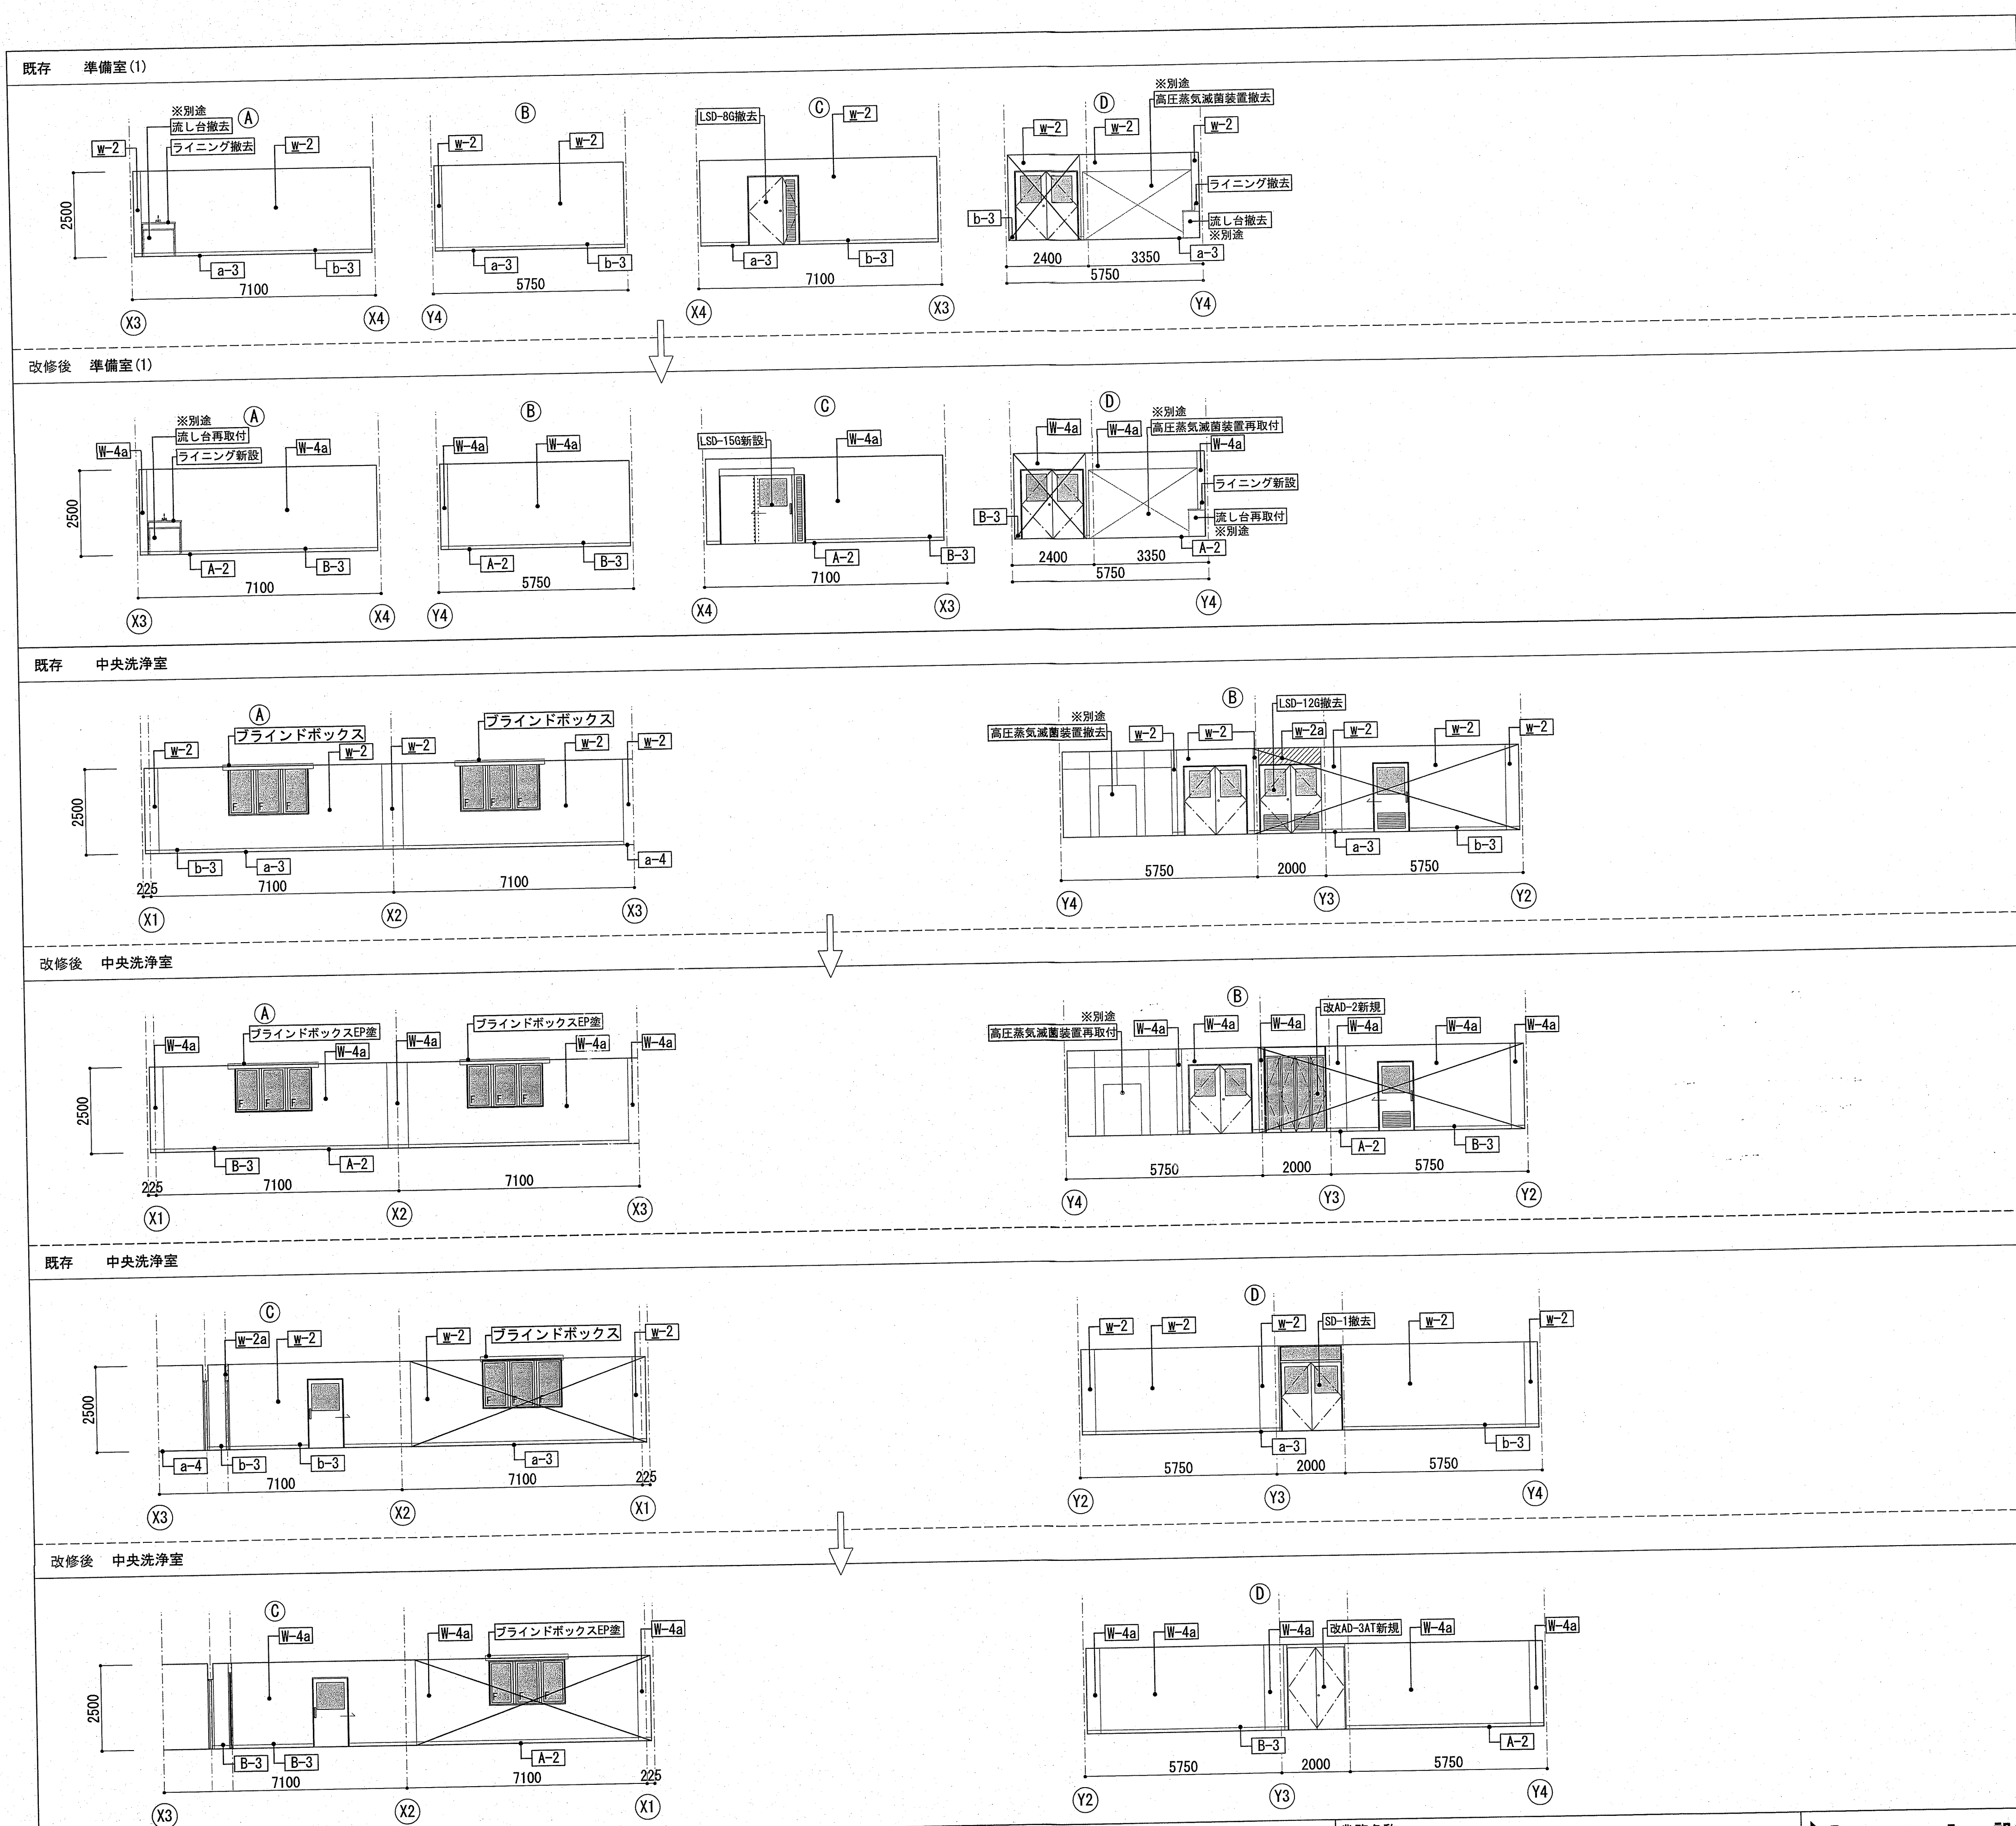 既存 準備室(1)
※別途
流し台撤去
ライニング撤去
A
w-2
w-2
2500
a-3
b-3
7100
X3
X4
B
w-2
w-2
a-3
b-3
5750
Y4
LSD-8G撤去
C
w-2
a-3
b-3
7100
X4
X3
※別途
高圧蒸気滅菌装置撤去
D
w-2
w-2
w-2
ライニング撤去
流し台撤去
※別途
b-3
a-3
2400
3350
5750
Y4
改修後 準備室(1)
※別途
流し台再取付
ライニング新設
A
W-4a
W-4a
2500
A-2
B-3
7100
X3
X4
B
W-4a
W-4a
A-2
B-3
5750
Y4
C
LSD-15G新設
W-4a
A-2
B-3
7100
X4
X3
D
※別途
高圧蒸気滅菌装置再取付
W-4a
W-4a
W-4a
ライニング新設
流し台再取付
※別途
B-3
A-2
2400
3350
5750
Y4
既存 中央洗浄室
A
ブラインドボックス
ブラインドボックス
w-2
w-2
w-2
w-2
w-2
F F F
F F F
2500
b-3
a-3
a-4
225
7100
7100
X1
X2
X3
B
※別途
高圧蒸気滅菌装置撤去
LSD-12G撤去
w-2
w-2
w-2a
w-2
w-2
w-2
a-3
b-3
5750
2000
5750
Y4
Y3
Y2
改修後 中央洗浄室
A
ブラインドボックスEP塗
ブラインドボックスEP塗
W-4a
W-4a
W-4a
W-4a
W-4a
F F F
F F F
2500
B-3
A-2
225
7100
7100
X1
X2
X3
B
※別途
高圧蒸気滅菌装置再取付
改AD-2新規
W-4a
W-4a
W-4a
W-4a
W-4a
W-4a
A-2
B-3
5750
2000
5750
Y4
Y3
Y2
既存 中央洗浄室
C
w-2a
w-2
w-2
ブラインドボックス
w-2
F F F
2500
a-4
b-3
b-3
a-3
7100
7100
225
X3
X2
X1
D
w-2
w-2
w-2
SD-1撤去
w-2
w-2
a-3
b-3
5750
2000
5750
Y2
Y3
Y4
改修後 中央洗浄室
C
W-4a
W-4a
ブラインドボックスEP塗
W-4a
F F F
2500
B-3
B-3
A-2
7100
7100
225
X3
X2
X1
D
W-4a
W-4a
W-4a
改AD-3AT新規
W-4a
W-4a
B-3
A-2
5750
2000
5750
Y2
Y3
Y4